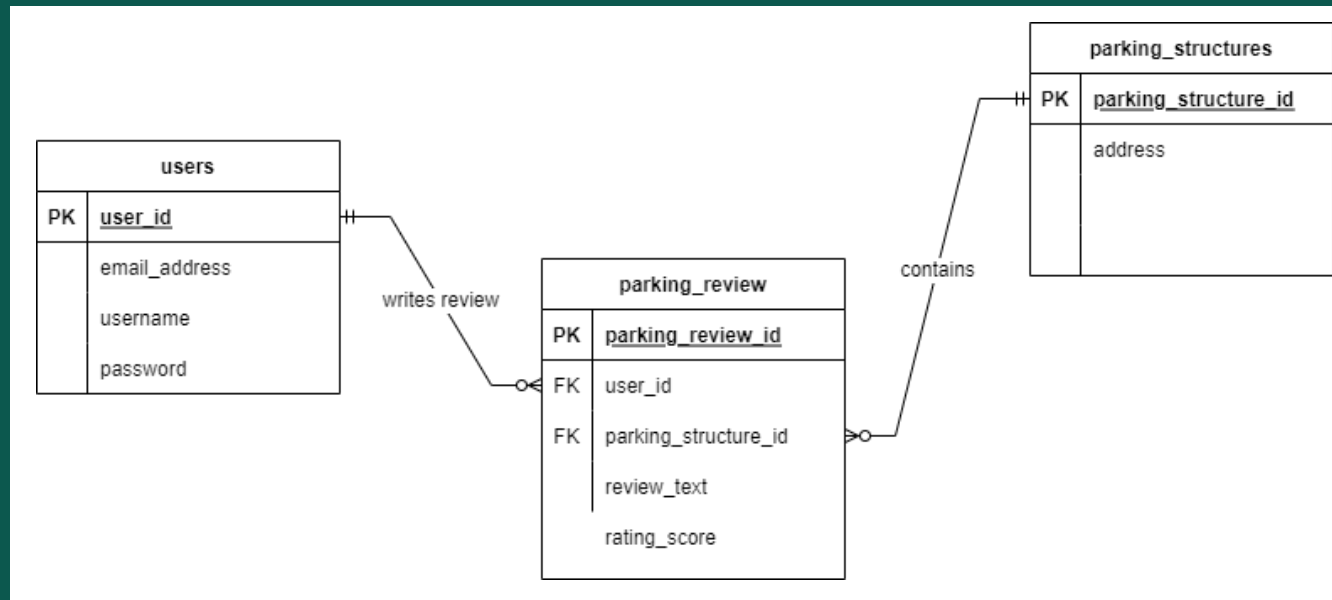 users
PK user_id
email_address
username
password
writes review
parking_review
PK parking_review_id
FK user_id
FK parking_structure_id
review_text
rating_score
contains
parking_structures
PK parking_structure_id
address